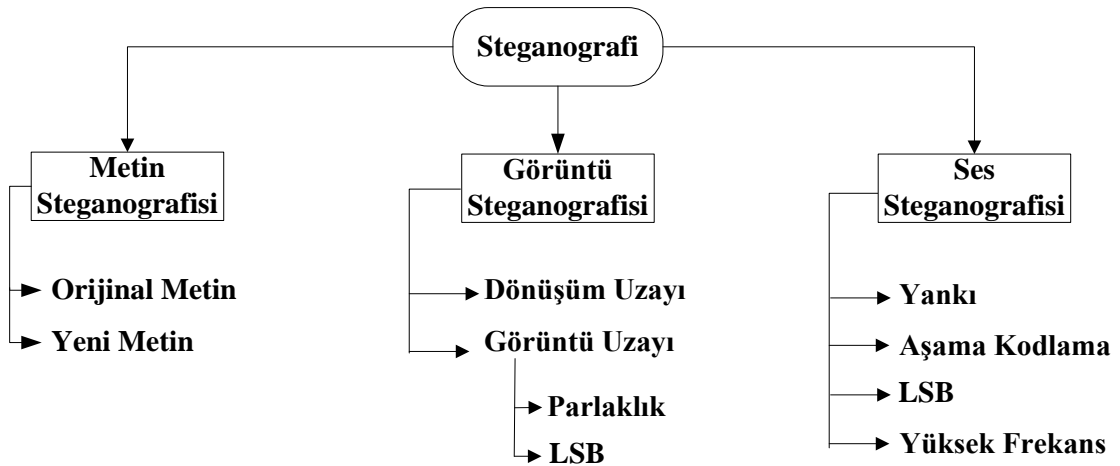 Steganografi
Metin
Steganografisi
Orijinal Metin
Yeni Metin
Görüntü
Steganografisi
Dönüşüm Uzayı
Görüntü Uzayı
Parlaklık
LSB
Ses
Steganografisi
Yankı
Aşama Kodlama
LSB
Yüksek Frekans